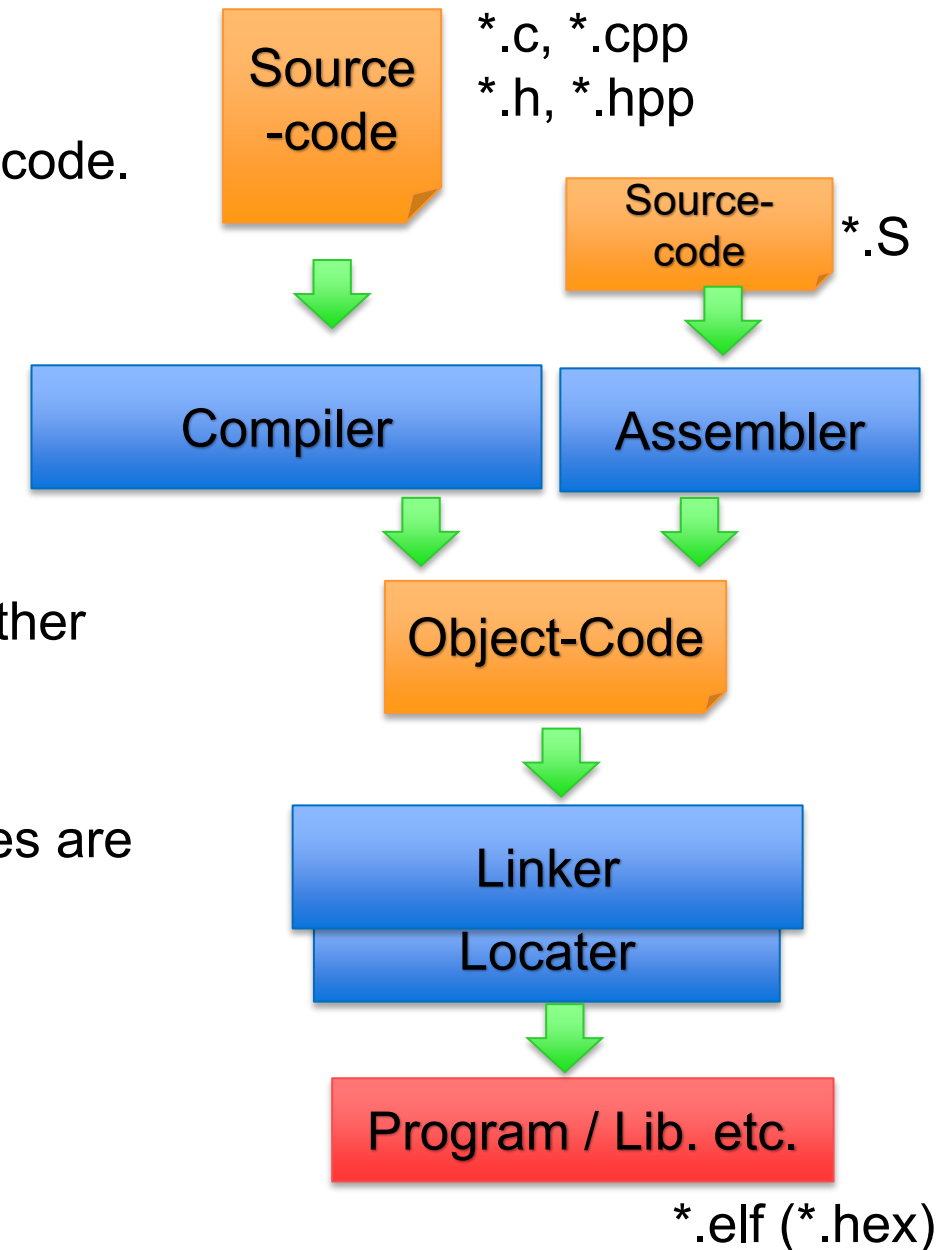 *.c, *.cpp
*.h, *.hpp
Source
-code
code.
Source-
code
*.S
Compiler
Assembler
ther
Object-Code
es are
Linker
Locater
Program / Lib. etc.
*.elf (*.hex)